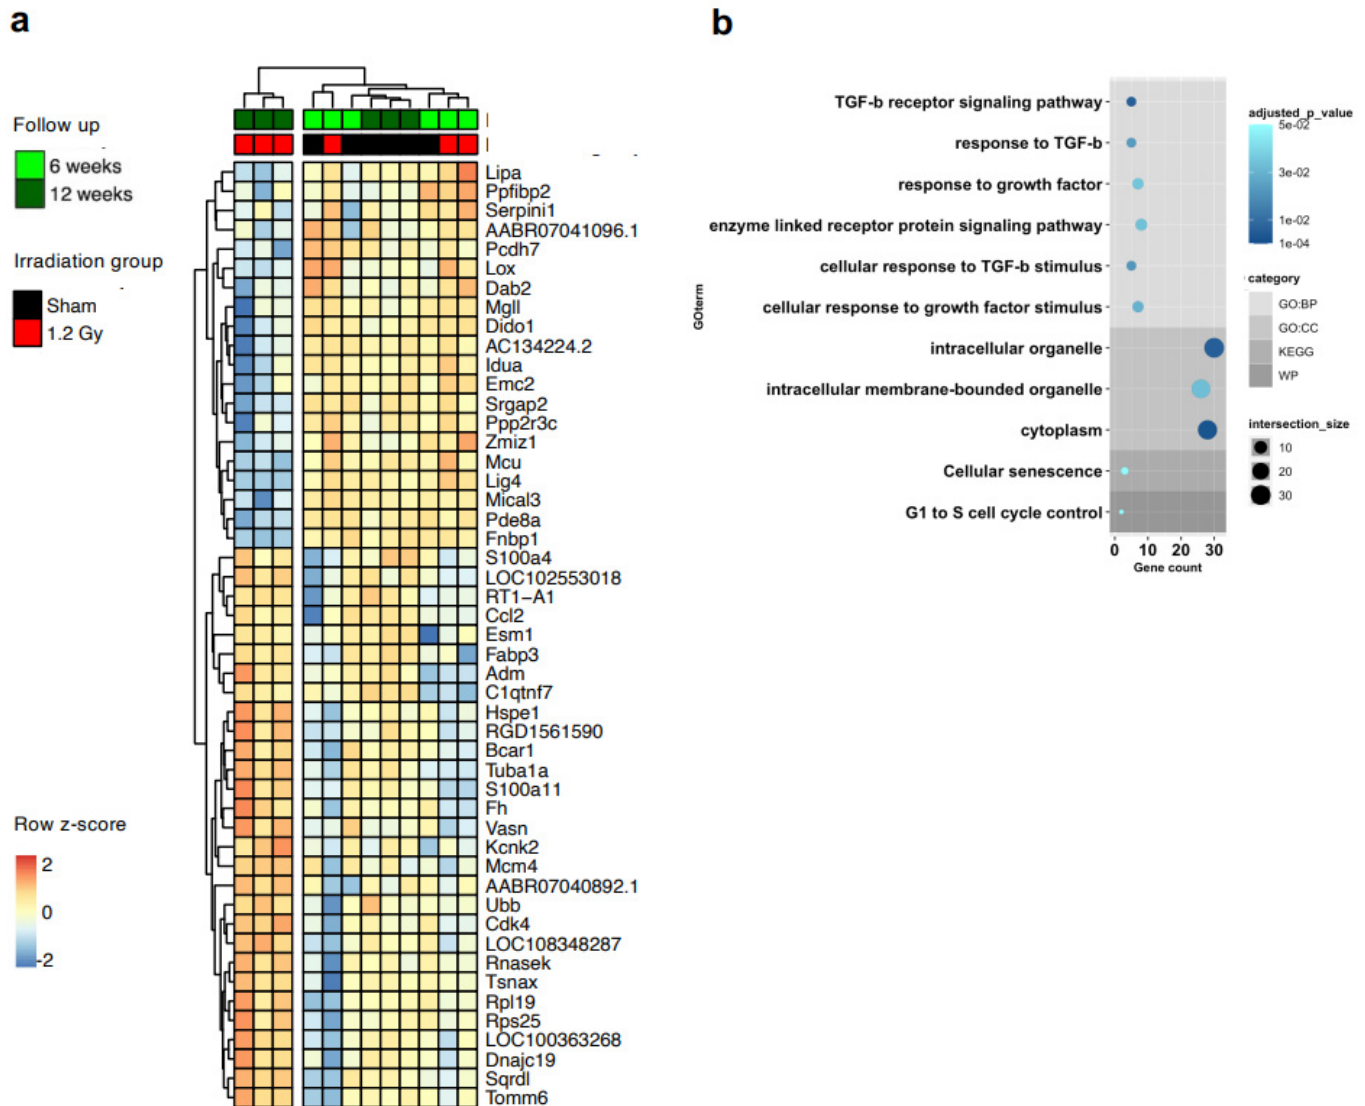 a
Follow up
6 weeks
12 weeks
Irradiation group
Sham
1.2 Gy
Row z-score
2
0
-2
Lipa
Ppfibp2
Serpini1
AABR07041096.1
Pcdh7
Lox
Dab2
Mgll
Dido1
AC134224.2
Idua
Emc2
Srgap2
Ppp2r3c
Zmiz1
Mcu
Lig4
Mical3
Pde8a
Fnbp1
S100a4
LOC102553018
RT1-A1
Ccl2
Esm1
Fabp3
Adm
C1qtnf7
Hspe1
RGD1561590
Bcar1
Tuba1a
S100a11
Fh
Vasn
Kcnk2
Mcm4
AABR07040892.1
Ubb
Cdk4
LOC108348287
Rnasek
Tsnax
Rpl19
Rps25
LOC100363268
Dnajc19
Sqrdl
Tomm6
b
GOterm
TGF-b receptor signaling pathway
response to TGF-b
response to growth factor
enzyme linked receptor protein signaling pathway
cellular response to TGF-b stimulus
cellular response to growth factor stimulus
intracellular organelle
intracellular membrane-bounded organelle
cytoplasm
Cellular senescence
G1 to S cell cycle control
0 10 20 30
Gene count
adjusted_p_value
5e-02
3e-02
1e-02
1e-04
category
GO:BP
GO:CC
KEGG
WP
intersection_size
10
20
30